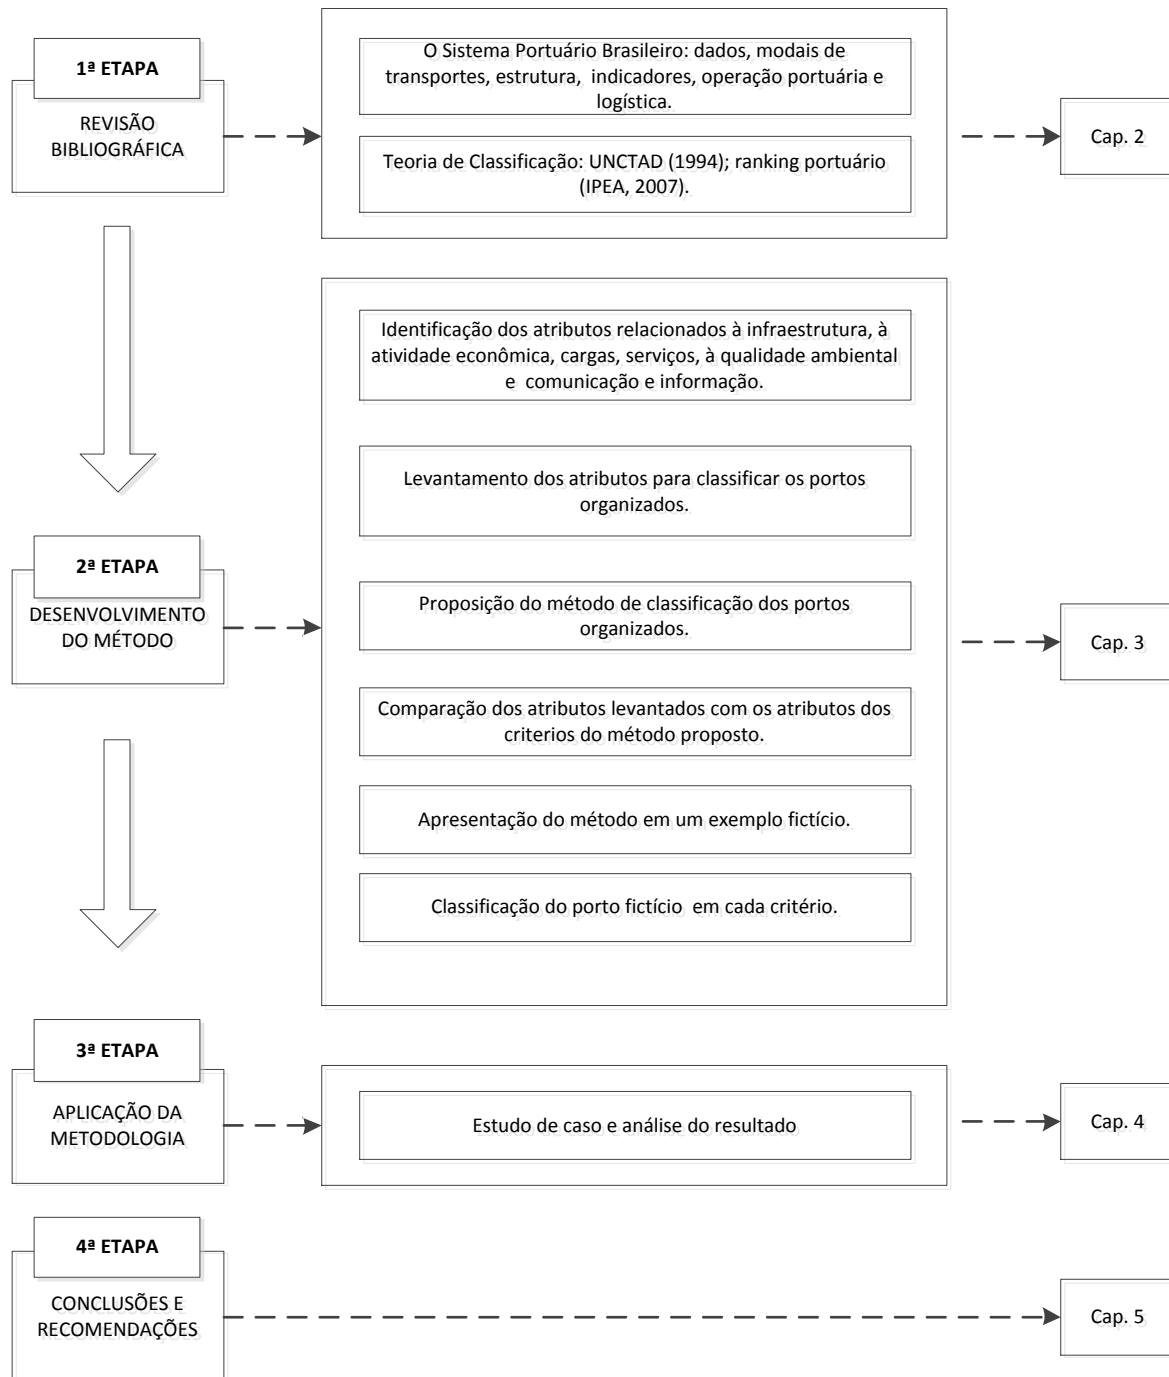 1ª ETAPA
REVISÃO
BIBLIOGRÁFICA
O Sistema Portuário Brasileiro: dados, modais de
transportes, estrutura, indicadores, operação portuária e
logística.
Teoria de Classificação: UNCTAD (1994); ranking portuário
(IPEA, 2007).
Cap. 2
2ª ETAPA
DESENVOLVIMENTO
DO MÉTODO
Identificação dos atributos relacionados à infraestrutura, à
atividade econômica, cargas, serviços, à qualidade ambiental
e comunicação e informação.
Levantamento dos atributos para classificar os portos
organizados.
Proposição do método de classificação dos portos
organizados.
Comparação dos atributos levantados com os atributos dos
criterios do método proposto.
Apresentação do método em um exemplo fictício.
Classificação do porto fictício em cada critério.
Cap. 3
3ª ETAPA
APLICAÇÃO DA
METODOLOGIA
Estudo de caso e análise do resultado
Cap. 4
4ª ETAPA
CONCLUSÕES E
RECOMENDAÇÕES
Cap. 5